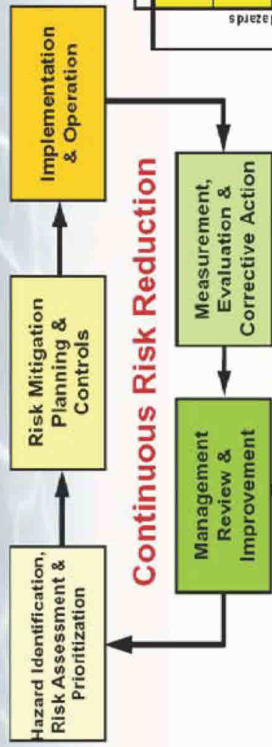 Hazard Identification,
Risk Assessment &
Prioritization
Risk Mitigation
Planning &
Controls
Implementation
& Operation
Continuous Risk Reduction
Measurement,
Evaluation &
Corrective Action
Management
Review &
Improvement